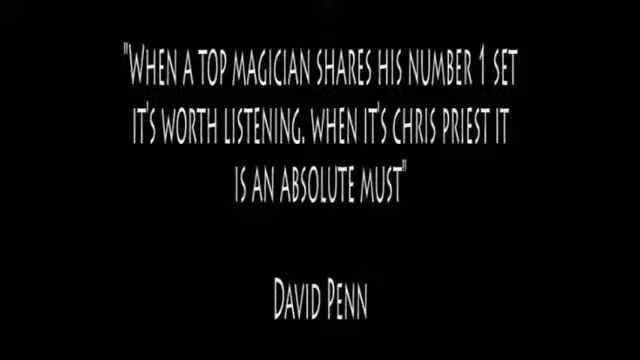 "When a top magician shares his number 1 set
it's worth listening. when it's chris priest it
is an absolute must"
David Penn